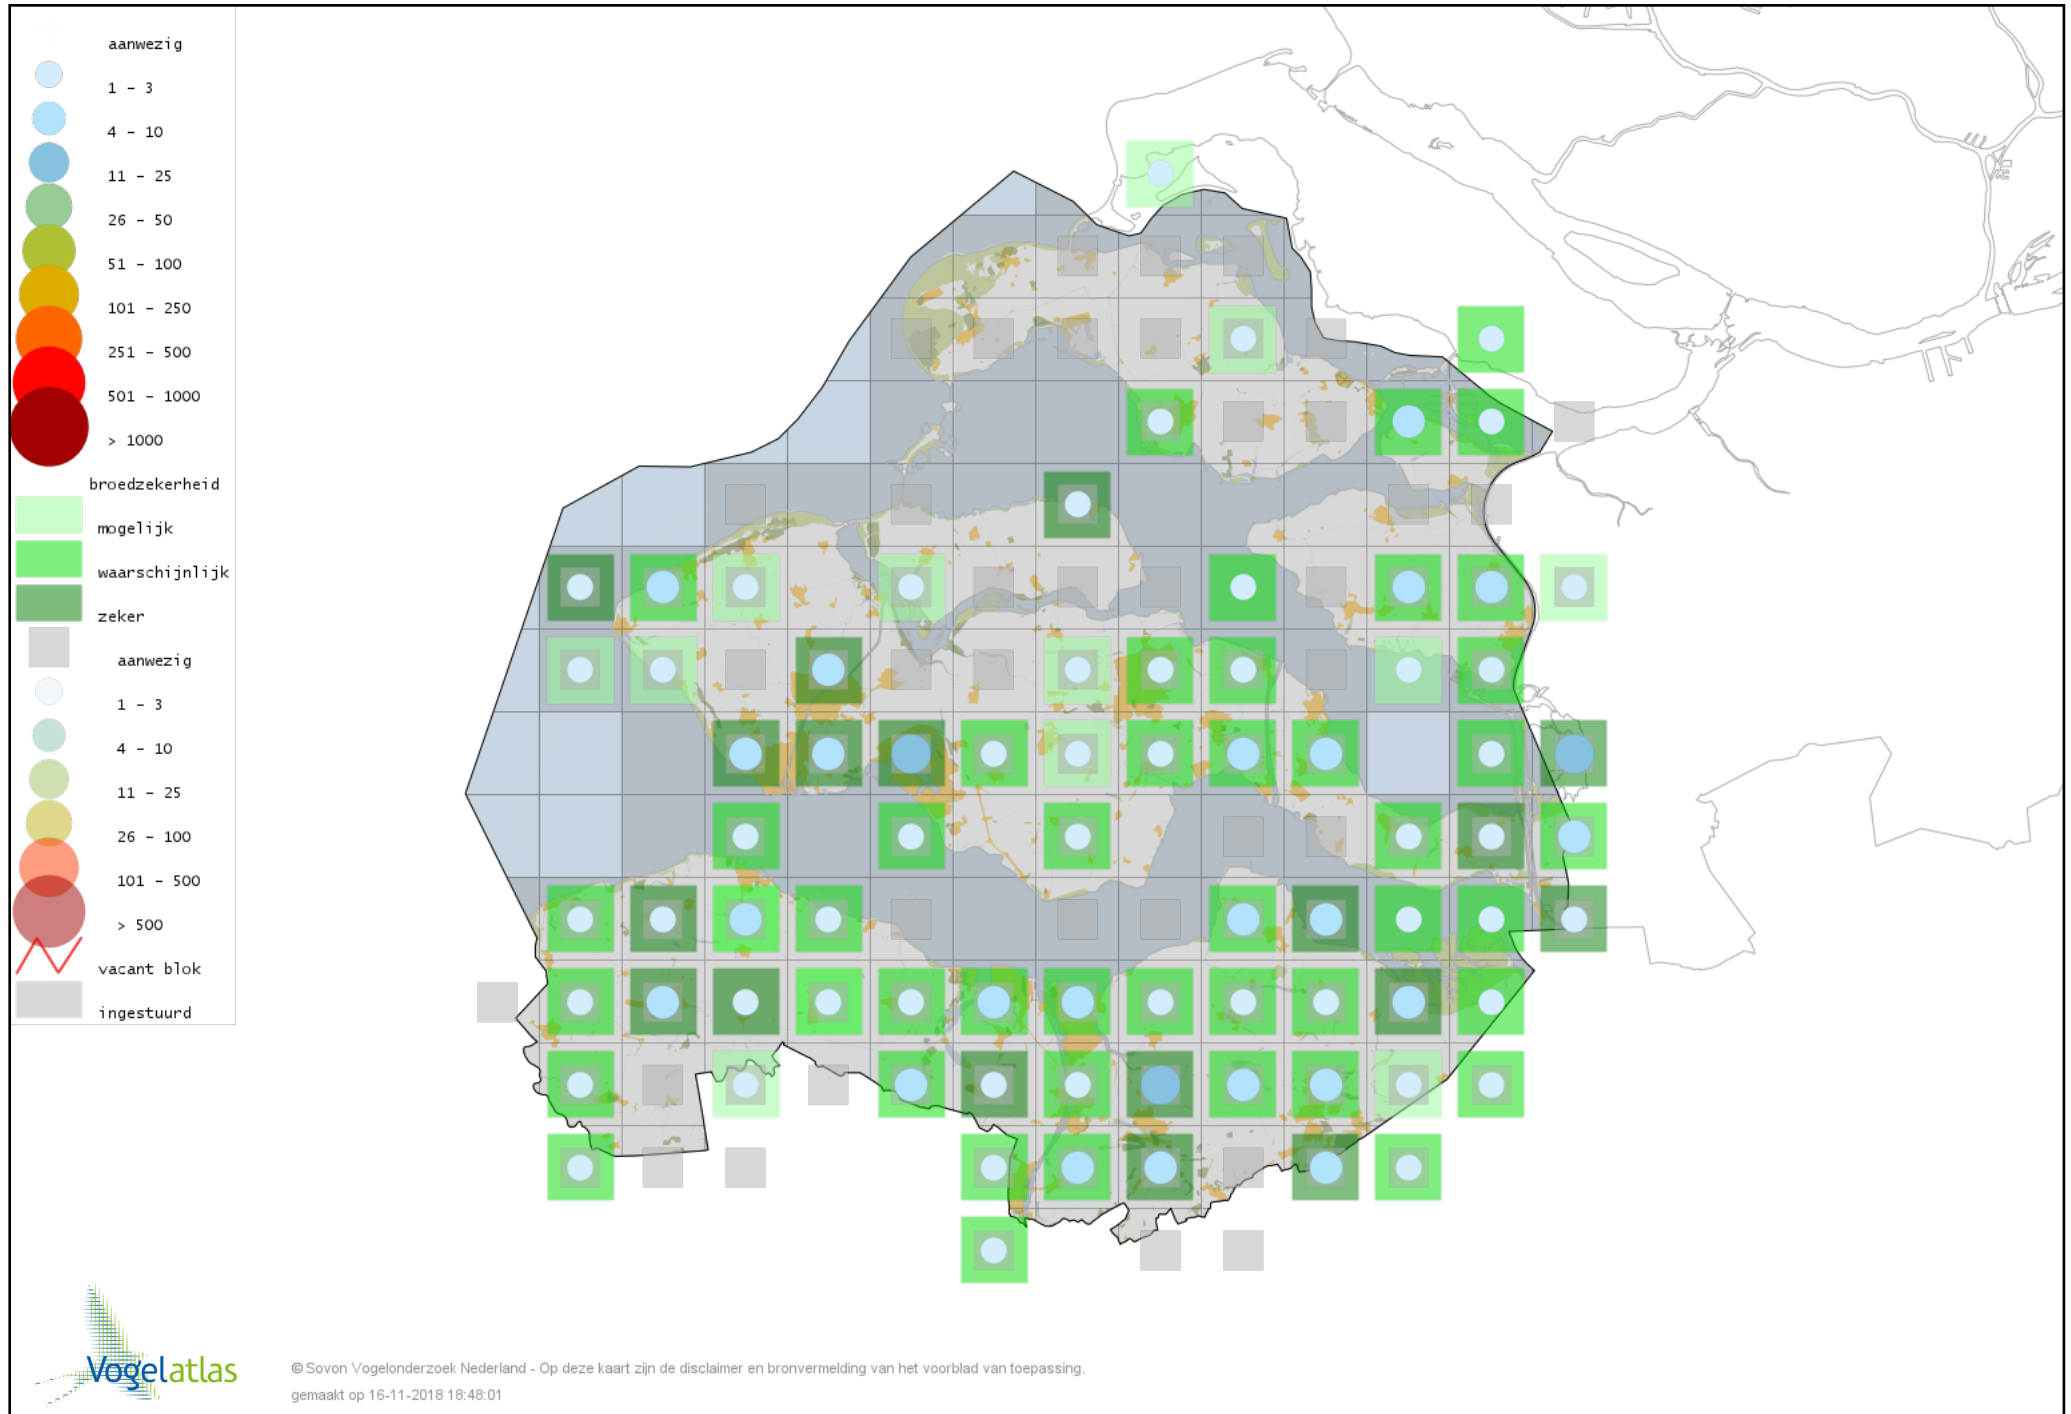 aanwezig
1 - 3
4 - 10
11 - 25
26 - 50
51 - 100
101 - 250
251 - 500
501 - 1000
> 1000
broedzekerheid
mogelijk
waarschijnlijk
zeker
aanwezig
1 - 3
4 - 10
11 - 25
26 - 100
101 - 500
> 500
vacant blok
ingestuurd
Vogelatlas
© Sovon Vogelonderzoek Nederland - Op deze kaart zijn de disclaimer en bronvermelding van het voorblad van toepassing.
gemaakt op 16-11-2018 18:48:01